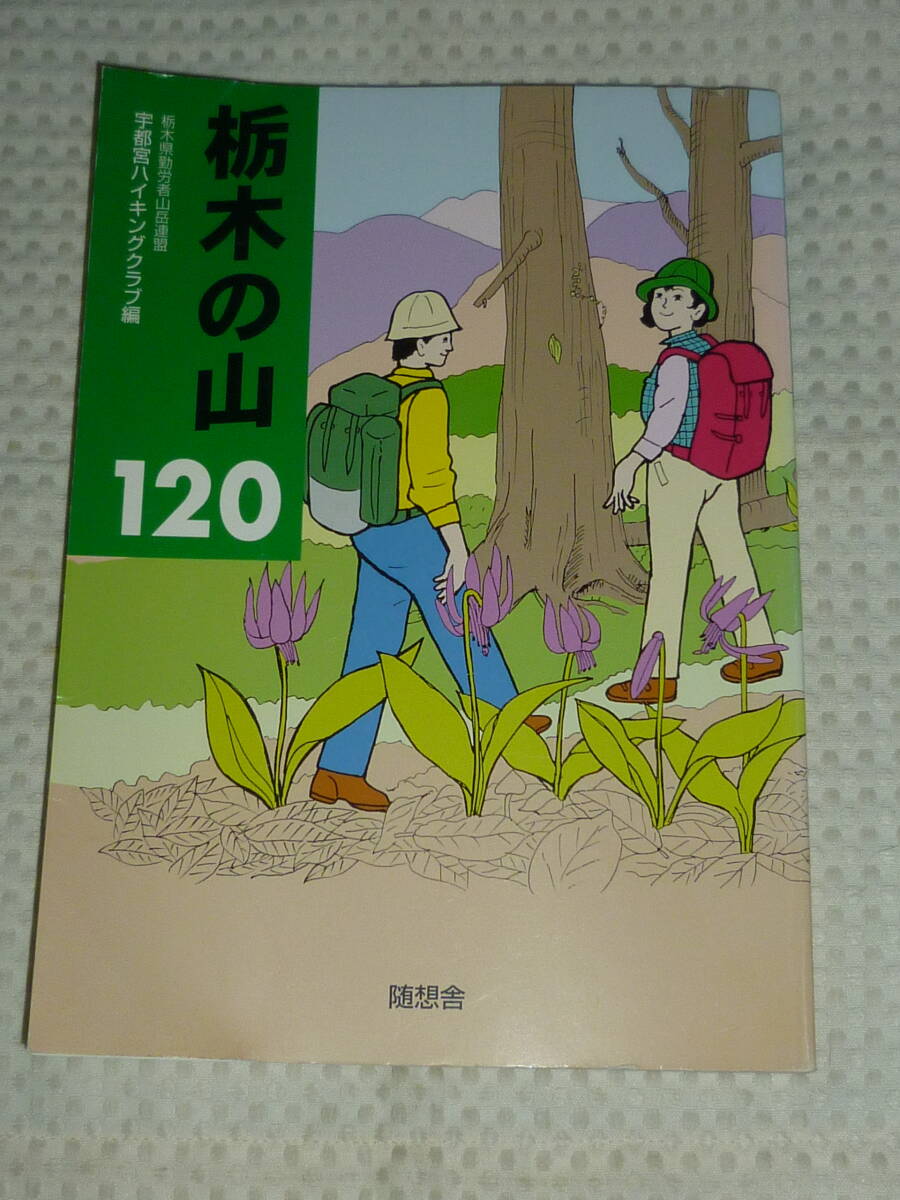 栃木の山
120
栃木県勤労者山岳連盟
宇都宮ハイキングクラブ編
随想舎